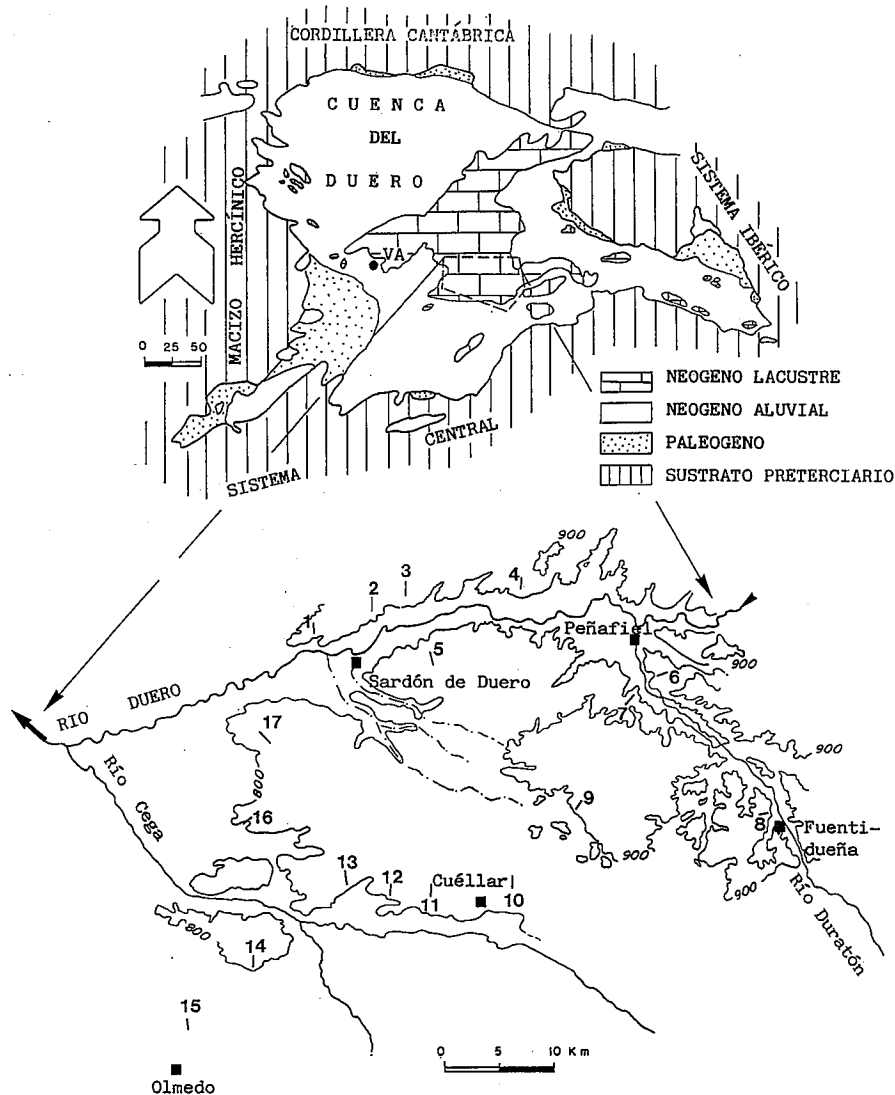 CORDILLERA CANTÁBRICA
CUENCA
DEL
DUERO
MACIZO HERCÍNICO
SISTEMA IBÉRICO
VA
0 25 50
SISTEMA
CENTRAL
NEOGENO LACUSTRE
NEOGENO ALUVIAL
PALEOGENO
SUSTRATO PRETERCIARIO
900
1
2
3
4
Peñafiel
900
5
Sardón de Duero
6
7
RIO DUERO
17
800
Río Cega
16
900
9
900
8
Fuenti-
dueña
900
Río Duratón
13
12
Cuéllar
11
10
800
14
15
Olmedo
0 5 10 Km